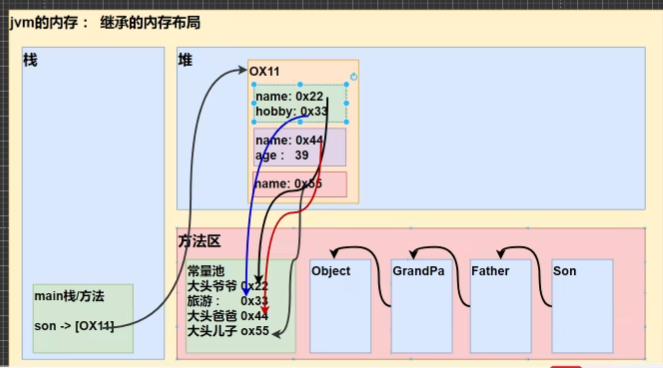 jvm的内存： 继承的内存布局
栈
main栈/方法
son -> [OX11]
堆
OX11
name: 0x22
hobby: 0x33
name: 0x44
age： 39
name: 0x55
方法区
常量池
大头爷爷 0x22
旅游： 0x33
大头爸爸 0x44
大头儿子 ox55
Object
GrandPa
Father
Son